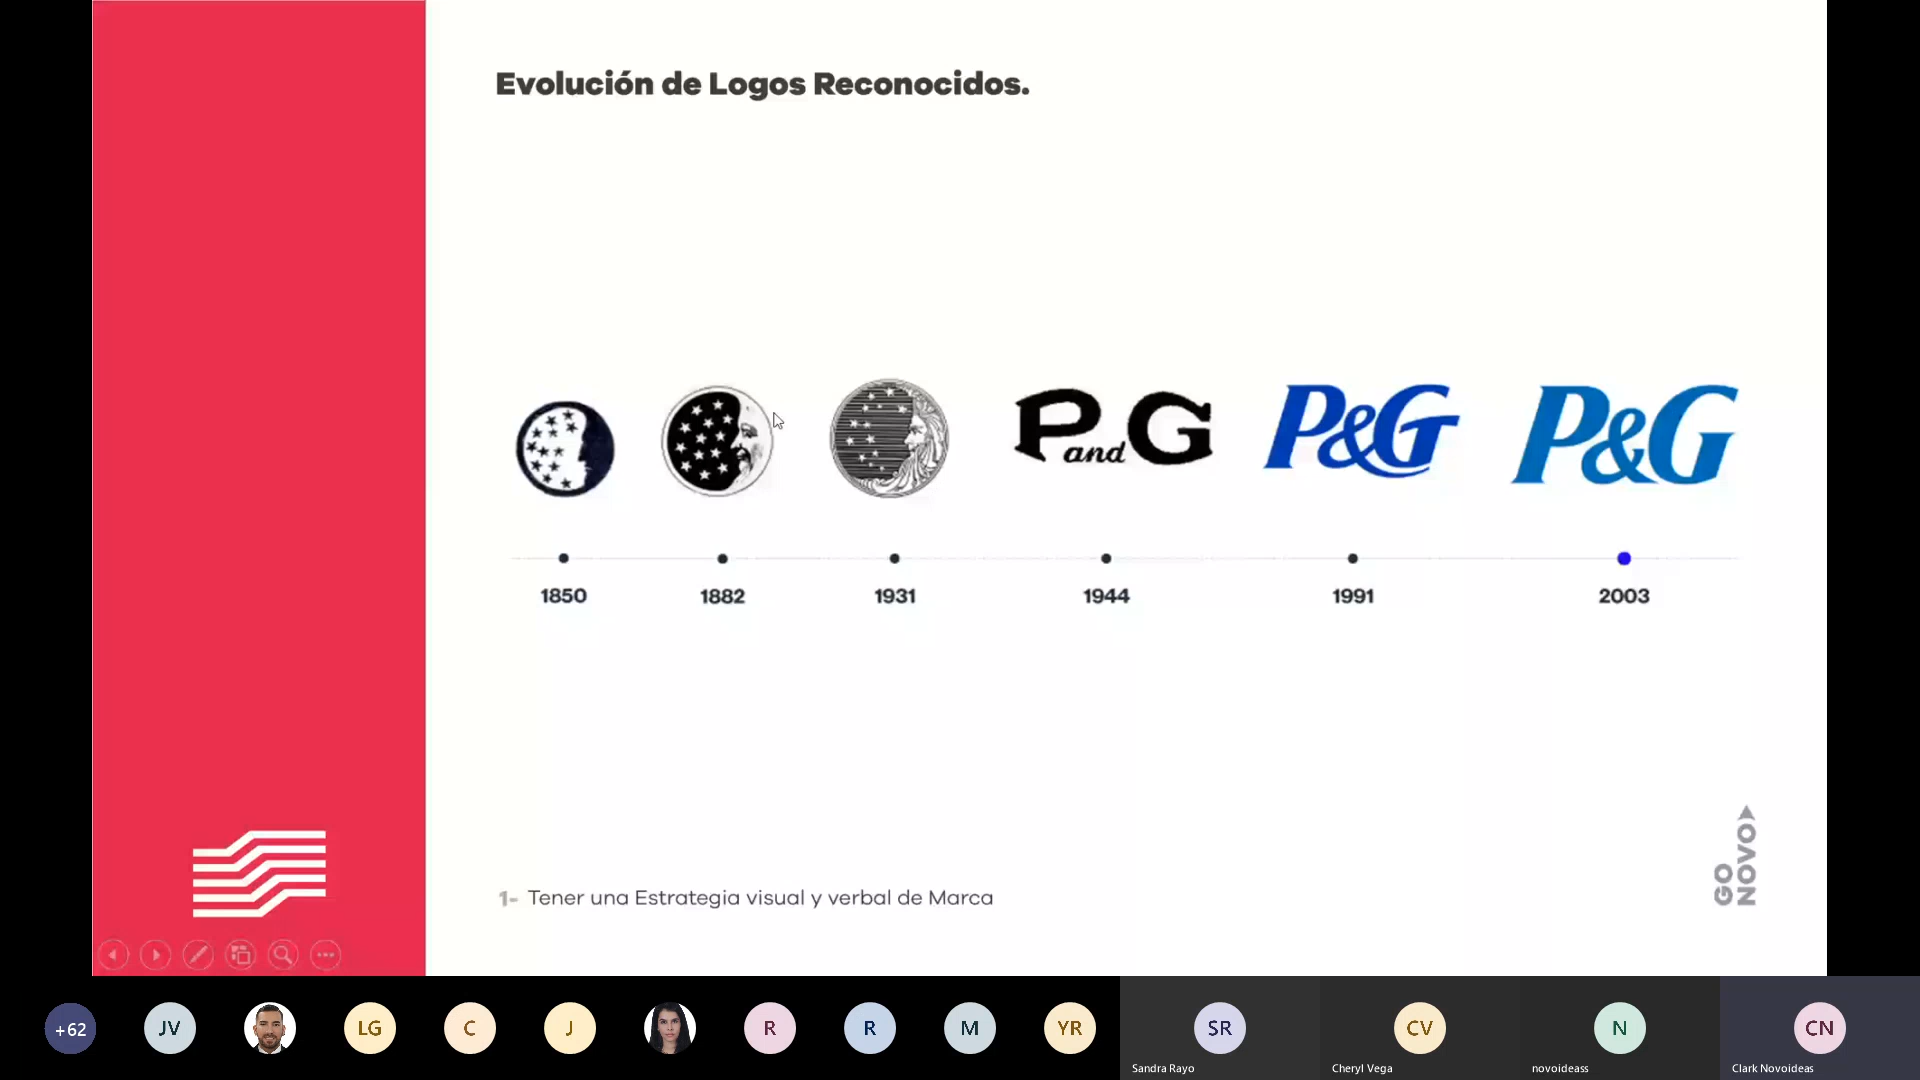 Evolución de Logos Reconocidos.
P and G
P&G
P&G
1850
1882
1931
1944
1991
2003
1- Tener una Estrategia visual y verbal de Marca
GO
NOVO
+62
JV
LG
C
J
R
R
M
YR
SR
CV
N
CN
Sandra Rayo
Cheryl Vega
novoideass
Clark Novoideas